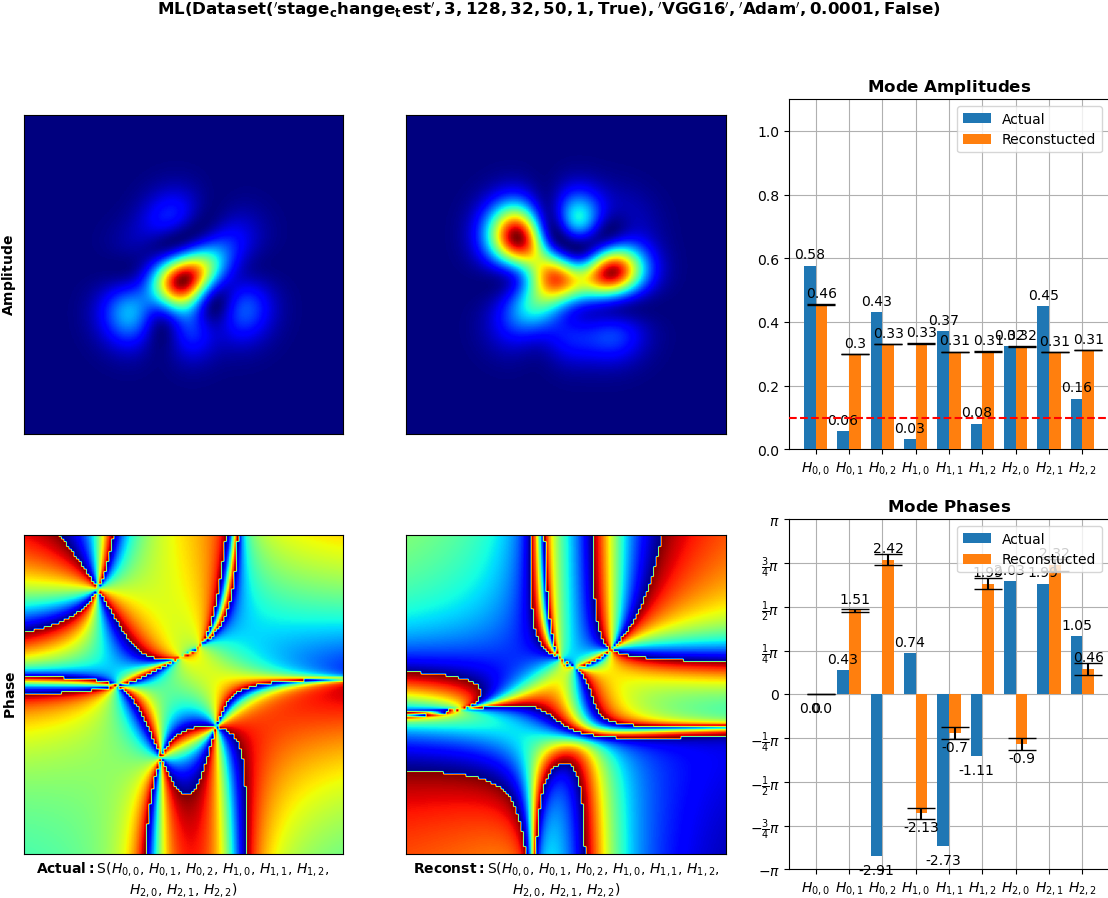 ML(Dataset('stage_change_test', 3, 128, 32, 50, 1, True), 'VGG16', 'Adam', 0.0001, False)
Mode Amplitudes
Actual
Reconstucted
1.0
0.8
0.6
0.4
0.2
0.0
0.58
0.46
0.06
0.3
0.43
0.33
0.03
0.33
0.37
0.31
0.08
0.31
0.32
0.32
0.45
0.31
0.16
0.31
H0,0 H0,1 H0,2 H1,0 H1,1 H1,2 H2,0 H2,1 H2,2
Amplitude
Mode Phases
Actual
Reconstucted
π
3/4π
1/2π
1/4π
0
−1/4π
−1/2π
−3/4π
−π
0.0
0.0
0.43
1.51
-2.91
2.42
0.74
-2.13
-2.73
-0.7
-1.11
-0.9
1.05
0.46
H0,0 H0,1 H0,2 H1,0 H1,1 H1,2 H2,0 H2,1 H2,2
Phase
Actual: S(H0,0, H0,1, H0,2, H1,0, H1,1, H1,2,
H2,0, H2,1, H2,2)
Reconst: S(H0,0, H0,1, H0,2, H1,0, H1,1, H1,2,
H2,0, H2,1, H2,2)